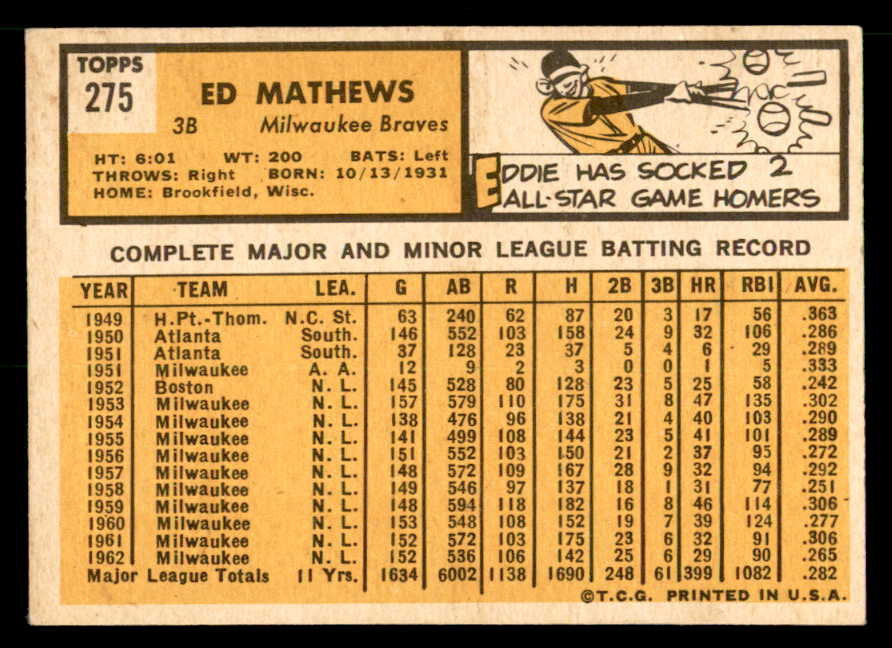 TOPPS
275
ED MATHEWS
3B Milwaukee Braves
HT: 6:01 WT: 200 BATS: Left
THROWS: Right BORN: 10/13/1931
HOME: Brookfield, Wisc.
EDDIE HAS SOCKED 2
ALL-STAR GAME HOMERS
COMPLETE MAJOR AND MINOR LEAGUE BATTING RECORD
YEAR TEAM LEA. G AB R H 2B 3B HR RBI AVG.
1949 H.Pt.-Thom. N.C. St. 63 240 62 87 20 3 17 56 .363
1950 Atlanta South. 146 552 103 158 24 9 32 106 .286
1951 Atlanta South. 37 128 23 37 5 4 6 29 .289
1951 Milwaukee A. A. 12 9 2 3 0 0 1 5 .333
1952 Boston N. L. 145 528 80 128 23 5 25 58 .242
1953 Milwaukee N. L. 157 579 110 175 31 8 47 135 .302
1954 Milwaukee N. L. 138 476 96 138 21 4 40 103 .290
1955 Milwaukee N. L. 141 499 108 144 23 5 41 101 .289
1956 Milwaukee N. L. 151 552 103 150 21 2 37 95 .272
1957 Milwaukee N. L. 148 572 109 167 28 9 32 94 .292
1958 Milwaukee N. L. 149 546 97 137 18 1 31 77 .251
1959 Milwaukee N. L. 148 594 118 182 16 8 46 114 .306
1960 Milwaukee N. L. 153 548 108 152 19 7 39 124 .277
1961 Milwaukee N. L. 152 572 103 175 23 6 32 91 .306
1962 Milwaukee N. L. 152 536 106 142 25 6 29 90 .265
Major League Totals 11 Yrs. 1634 6002 1138 1690 248 61 399 1082 .282
©T.C.G. PRINTED IN U.S.A.